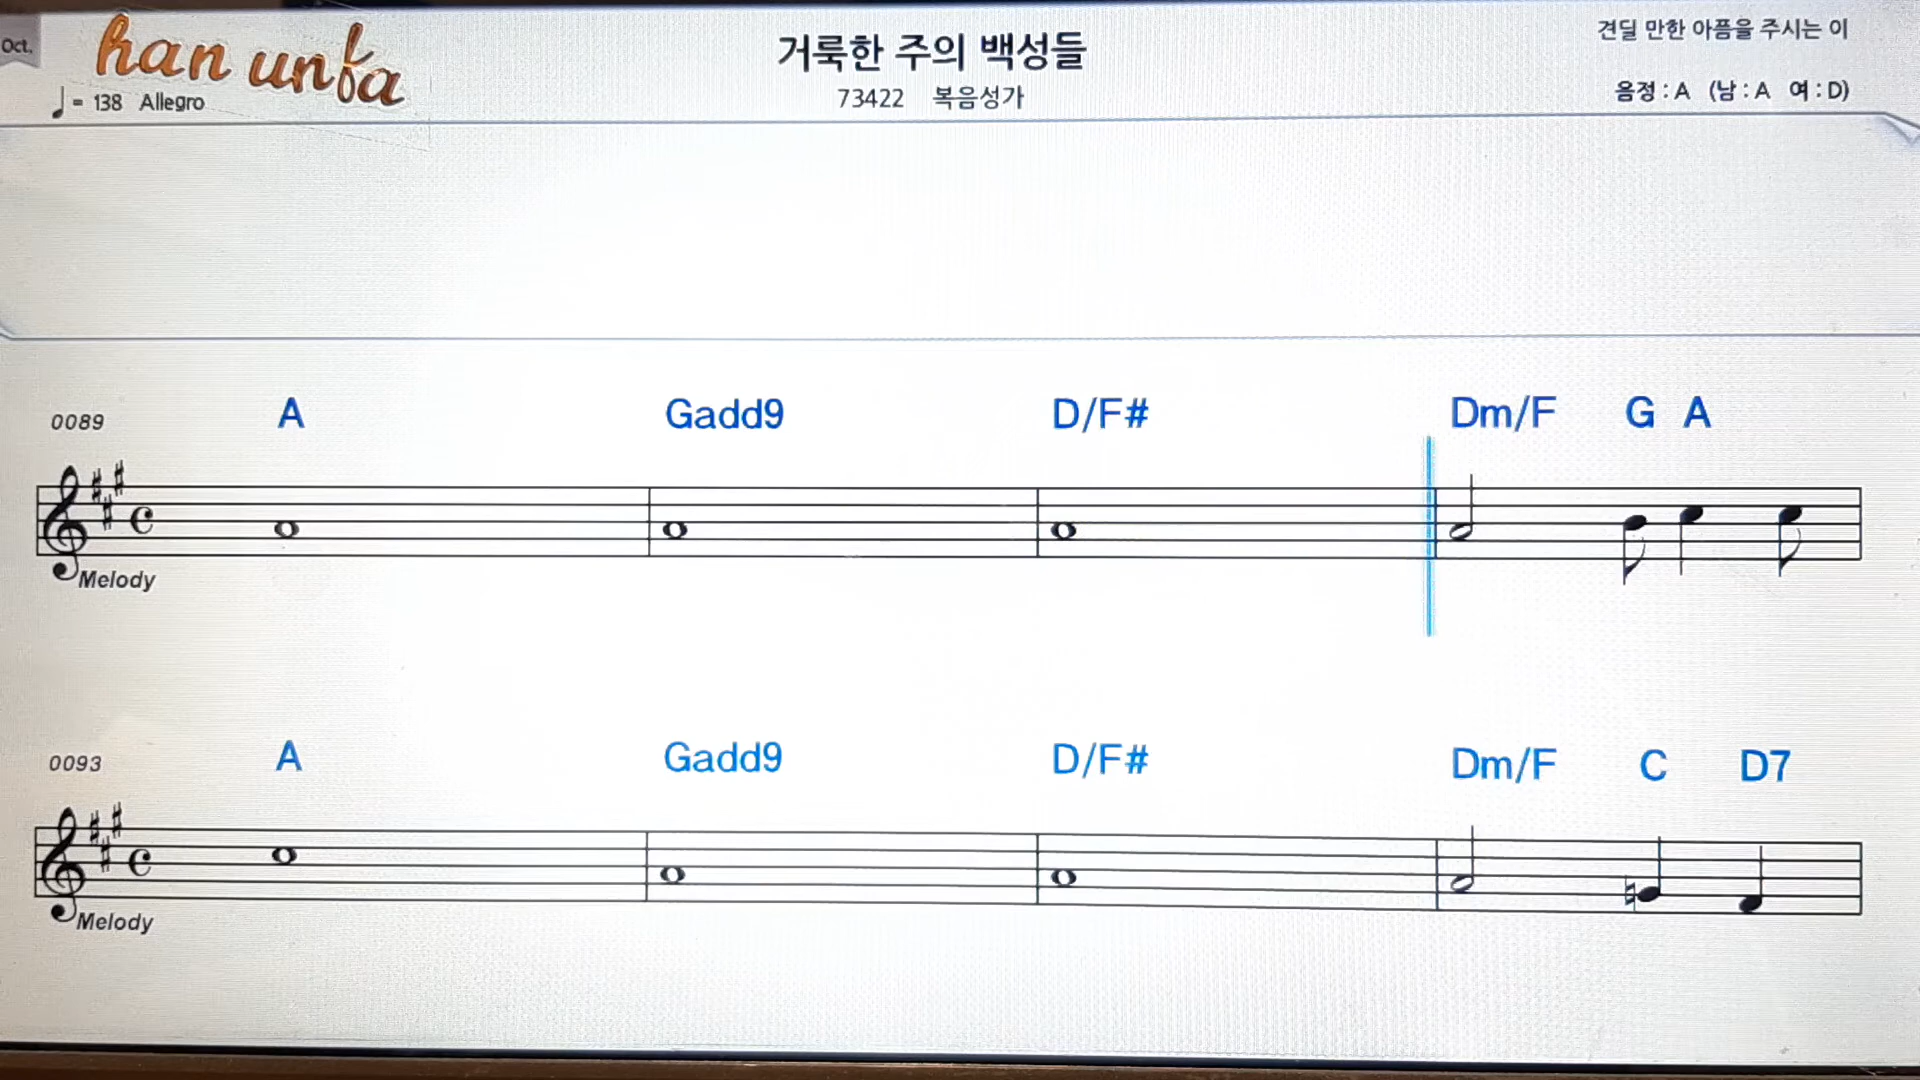 Oct.
han unfa
거룩한 주의 백성들
견딜 만한 아픔을 주시는 이
♩ = 138 Allegro
73422 복음성가
음정 : A (남 : A 여 : D)
0089 A Gadd9 D/F# Dm/F G A
Melody
0093 A Gadd9 D/F# Dm/F C D7
Melody